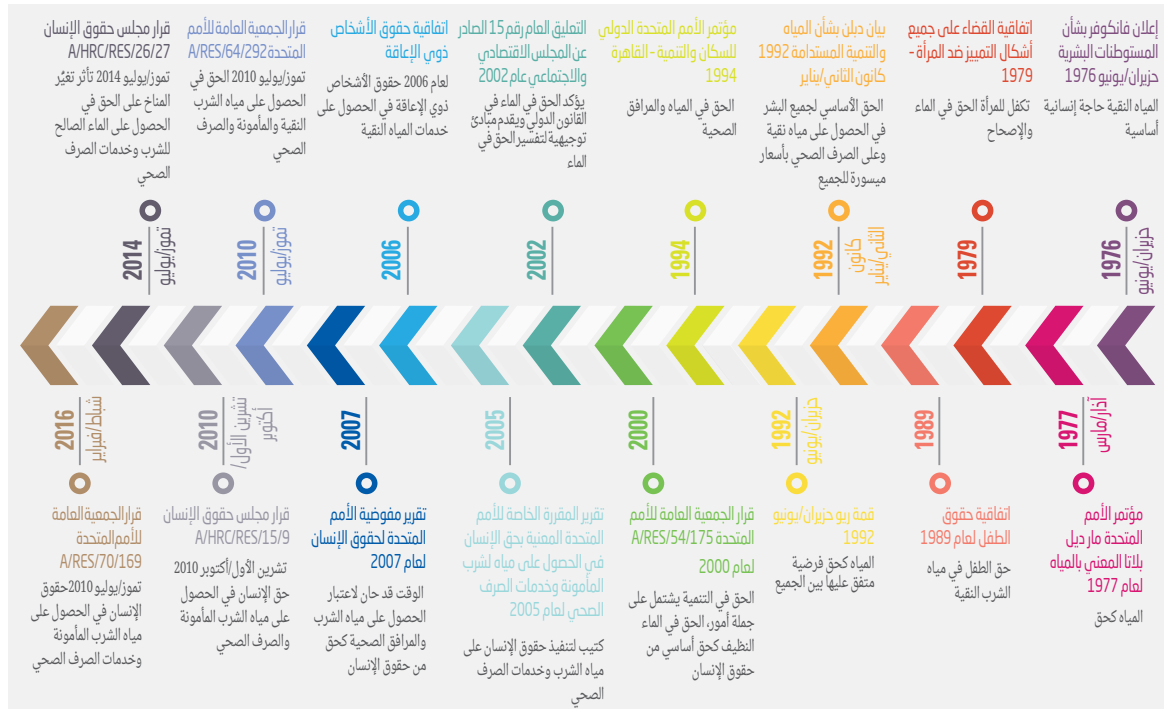 إعلان فانكوفر بشأن
المستوطنات البشرية
حزيران/يونيو 1976
المياه النقية حاجة إنسانية
أساسية
اتفاقية القضاء على جميع
أشكال التمييز ضد المرأة -
1979
تكفل للمرأة الحق في الماء
والإصحاح
بيان دبلن بشأن المياه
والتنمية المستدامة 1992
كانون الثاني/يناير
الحق الأساسي لجميع البشر
في الحصول على مياه نقية
وعلى الصرف الصحي بأسعار
ميسورة للجميع
مؤتمر الأمم المتحدة الدولي
للسكان والتنمية - القاهرة
1994
الحق في المياه والمرافق
الصحية
التعليق العام رقم 15 الصادر
عن المجلس الاقتصادي
والاجتماعي عام 2002
يؤكد الحق في الماء في
القانون الدولي ويقدم مبادئ
توجيهية لتفسير الحق في
الماء
اتفاقية حقوق الأشخاص
ذوي الإعاقة
لعام 2006 حقوق الأشخاص
ذوي الإعاقة في الحصول على
خدمات المياه النقية
قرار الجمعية العامة للأمم
المتحدة A/RES/64/292
تموز/يوليو 2010 الحق في
الحصول على مياه الشرب
النقية والمأمونة والصرف
الصحي
قرار مجلس حقوق الإنسان
A/HRC/RES/26/27
تموز/يوليو 2014 تأثر تغيّر
المناخ على الحق في
الحصول على الماء الصالح
للشرب وخدمات الصرف
الصحي
1976
حزيران/يونيو
1979
1992
كانون
الثاني/يناير
1994
2002
2006
2010
تموز/يوليو
2014
تموز/يوليو
1977
آذار/مارس
1989
1992
حزيران/يونيو
2000
2005
2007
2010
تشرين الأول/
أكتوبر
2016
شباط/فبراير
مؤتمر الأمم
المتحدة مار ديل
بلاتا المعني بالمياه
لعام 1977
المياه كحق
اتفاقية حقوق
الطفل لعام 1989
حق الطفل في مياه
الشرب النقية
قمة ريو حزيران/يونيو
1992
المياه كحق فرضية
متفق عليها بين الجميع
قرار الجمعية العامة للأمم
المتحدة A/RES/54/175
لعام 2000
الحق في التنمية يشتمل على
جملة أمور، الحق في الماء
النظيف كحق أساسي من
حقوق الإنسان
تقرير المقررة الخاصة للأمم
المتحدة المعنية بحق الإنسان
في الحصول على مياه لشرب
المأمونة وخدمات الصرف
الصحي لعام 2005
كتيب لتنفيذ حقوق الإنسان على
مياه الشرب وخدمات الصرف
الصحي
تقرير مفوضية الأمم
المتحدة لحقوق الإنسان
لعام 2007
الوقت قد حان لاعتبار
الحصول على مياه الشرب
والمرافق الصحية كحق
من حقوق الإنسان
قرار مجلس حقوق الإنسان
A/HRC/RES/15/9
تشرين الأول/أكتوبر 2010
حق الإنسان في الحصول
على مياه الشرب المأمونة
والصرف الصحي
قرار الجمعية العامة
للأمم المتحدة
A/RES/70/169
تموز/يوليو 2010حقوق
الإنسان في الحصول على
مياه الشرب المأمونة
وخدمات الصرف الصحي